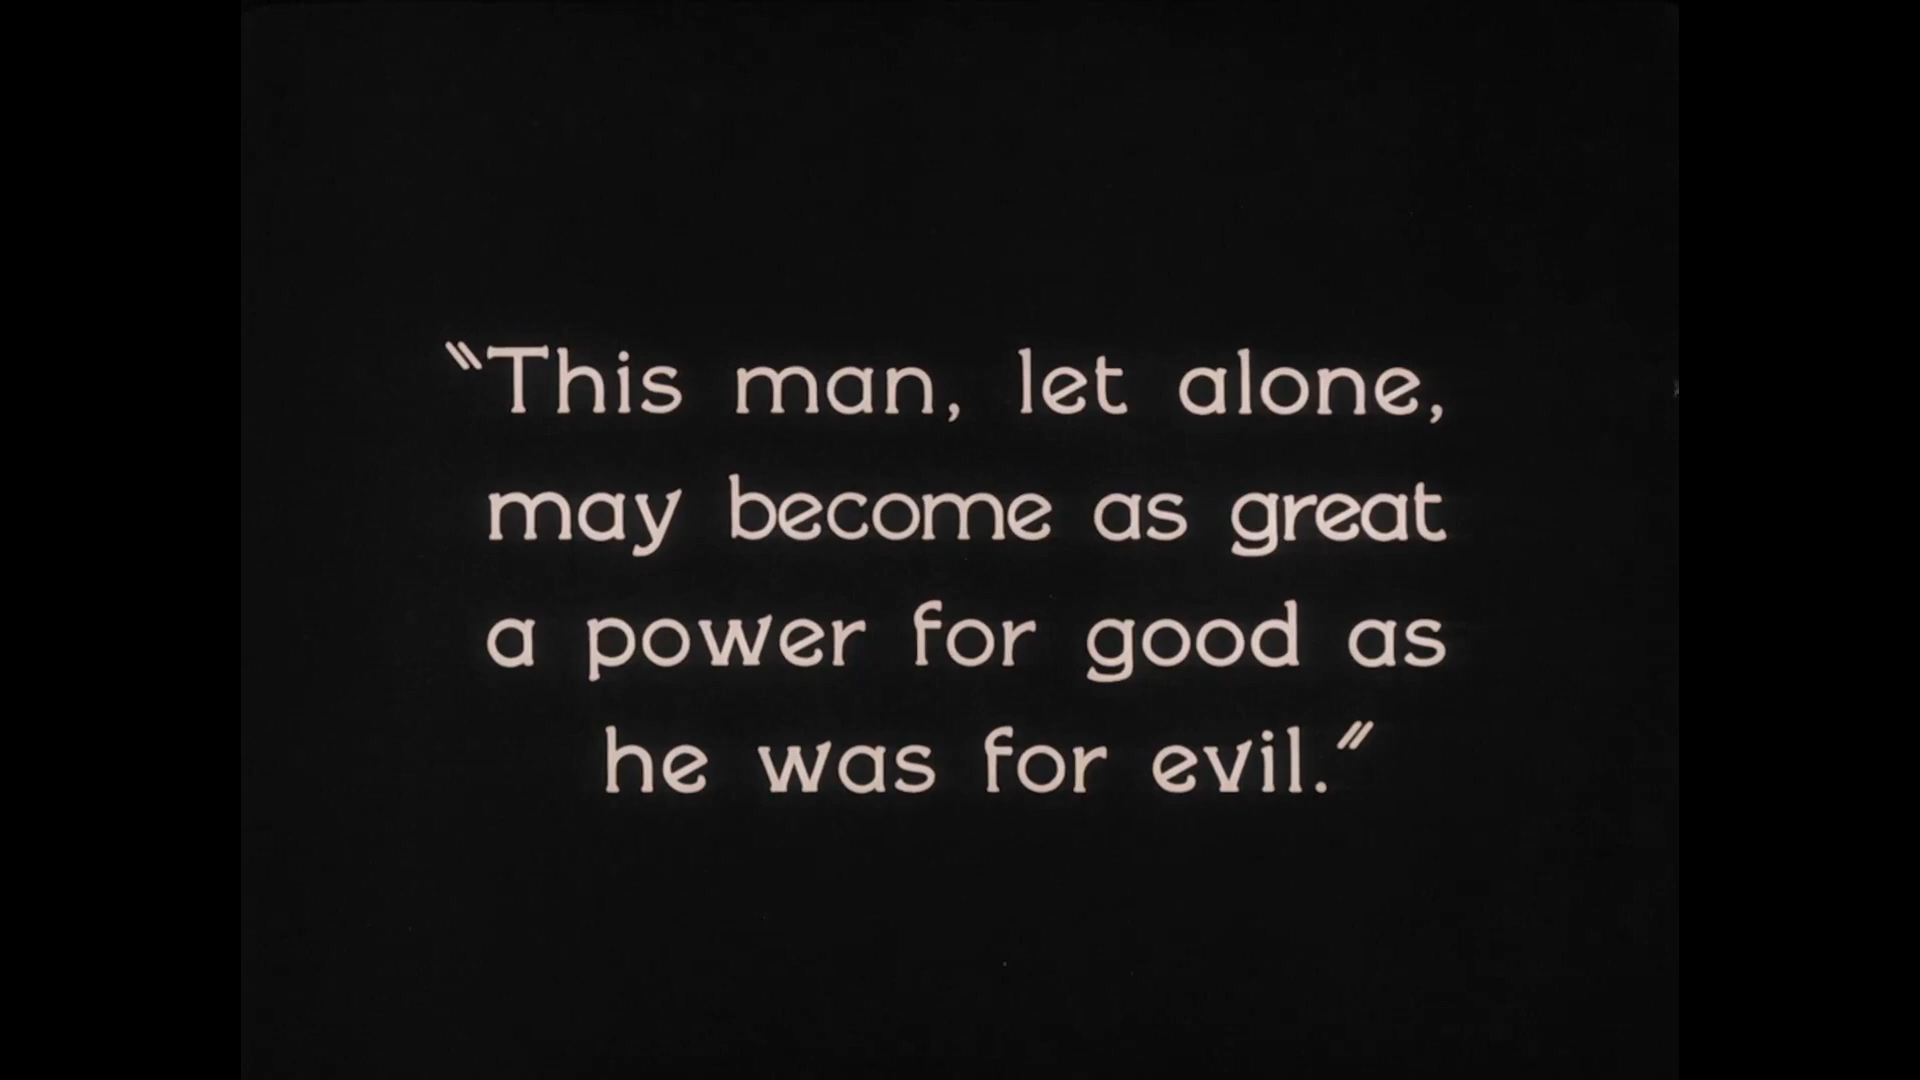 "This man, let alone,
may become as great
a power for good as
he was for evil."